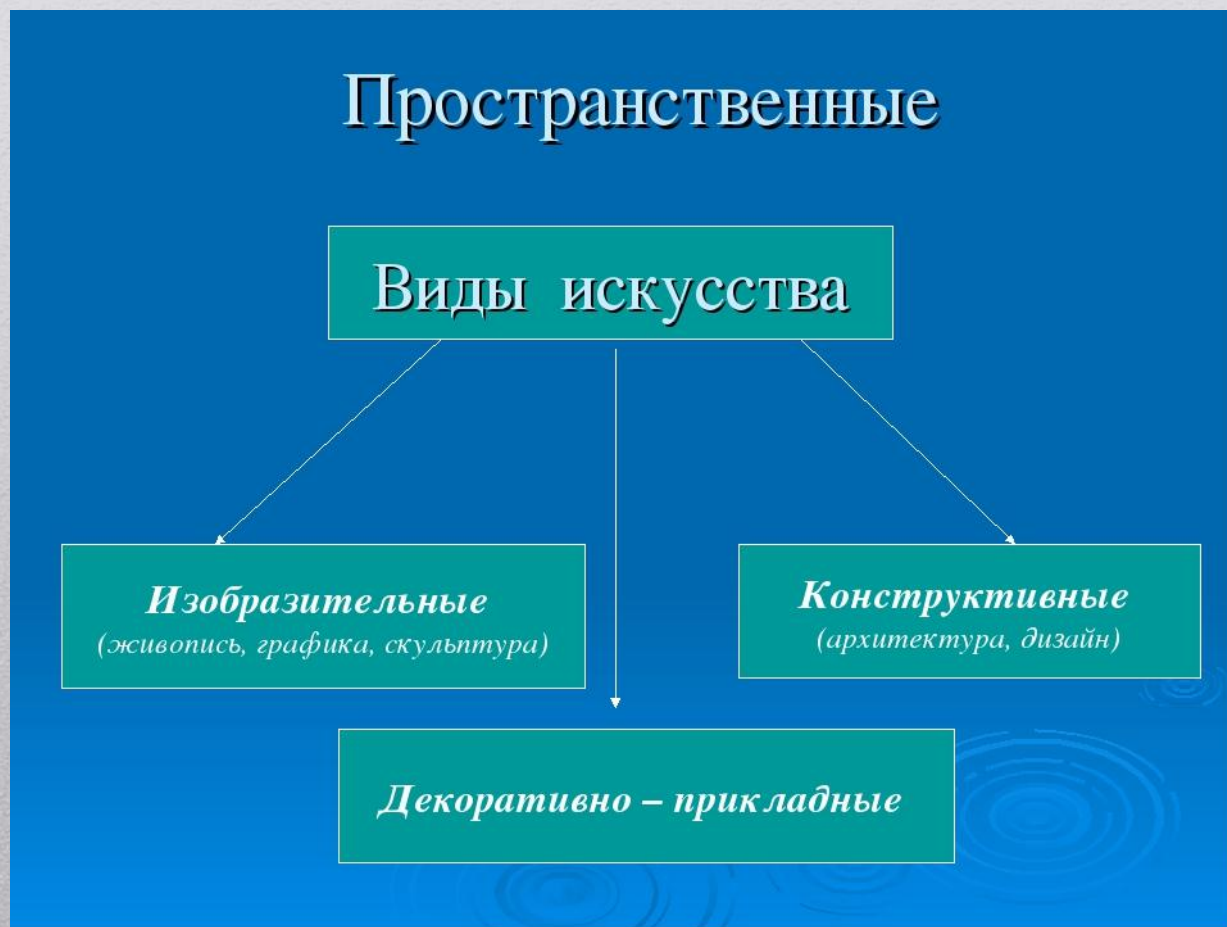 Пространственные
Виды искусства
Изобразительные
(живопись, графика, скульптура)
Конструктивные
(архитектура, дизайн)
Декоративно – прикладные